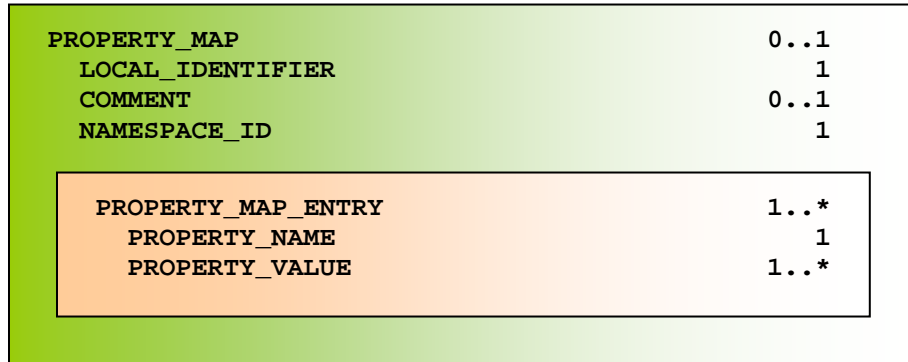 PROPERTY_MAP 0..1
LOCAL_IDENTIFIER 1
COMMENT 0..1
NAMESPACE_ID 1
PROPERTY_MAP_ENTRY 1..*
PROPERTY_NAME 1
PROPERTY_VALUE 1..*